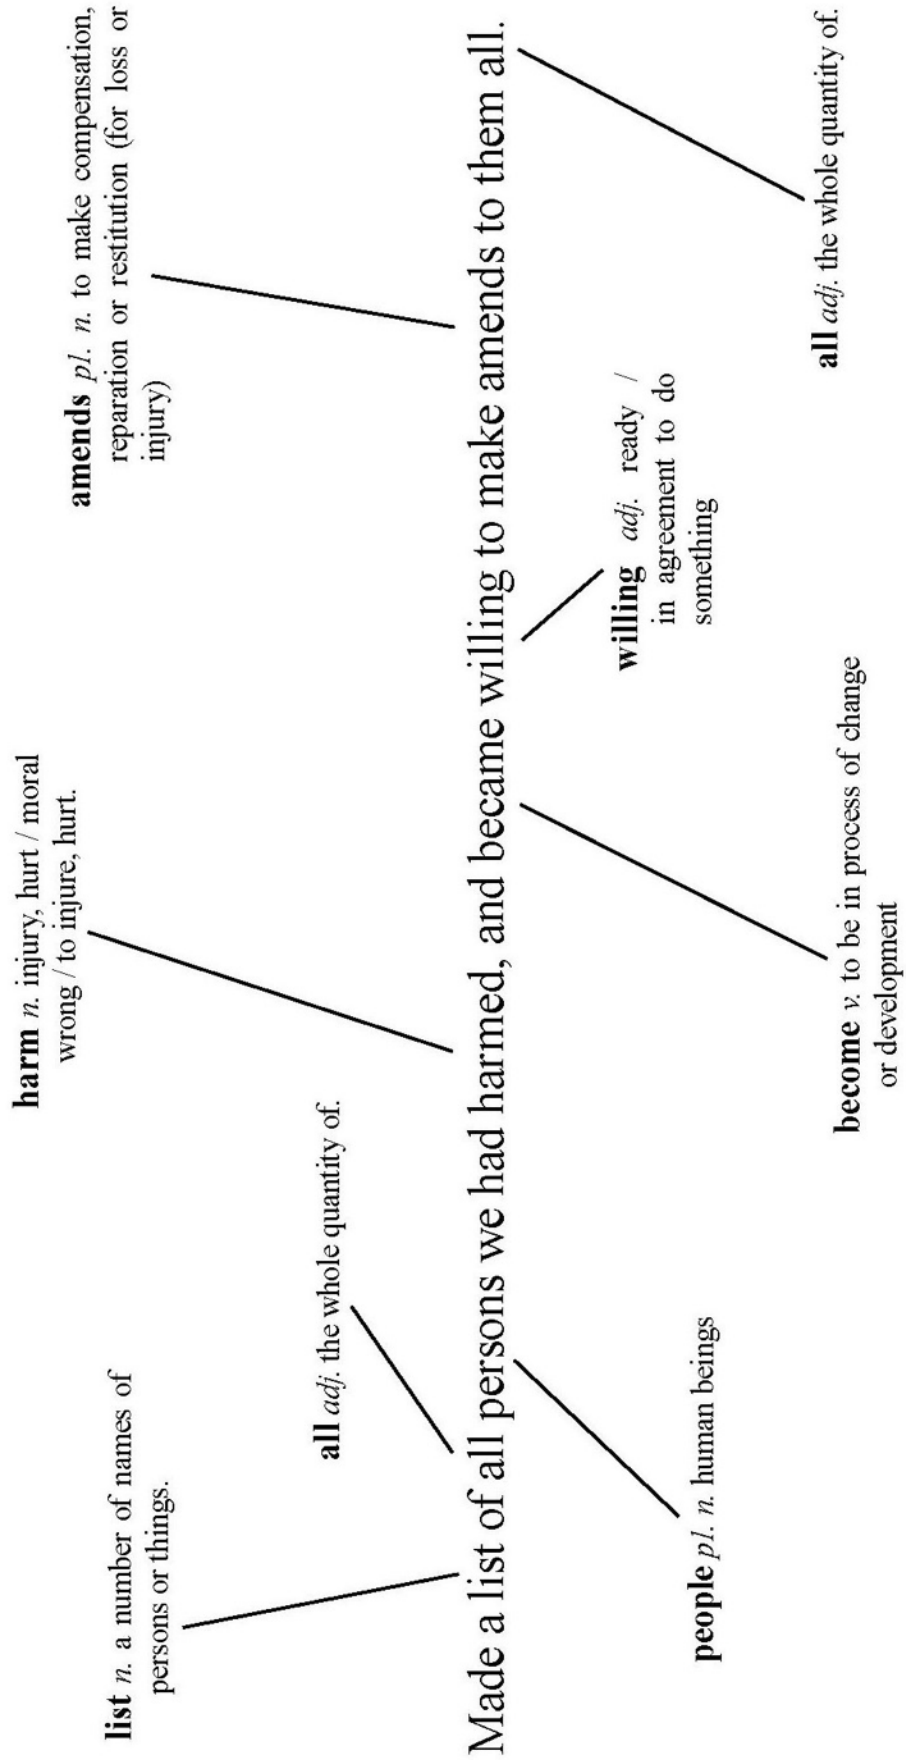 harm n. injury, hurt / moral
wrong / to injure, hurt.
amends pl. n. to make compensation,
reparation or restitution (for loss or
injury)
list n. a number of names of
persons or things.
all adj. the whole quantity of.
Made a list of all persons we had harmed, and became willing to make amends to them all.
willing adj. ready /
in agreement to do
something
people pl. n. human beings
become v. to be in process of change
or development
all adj. the whole quantity of.